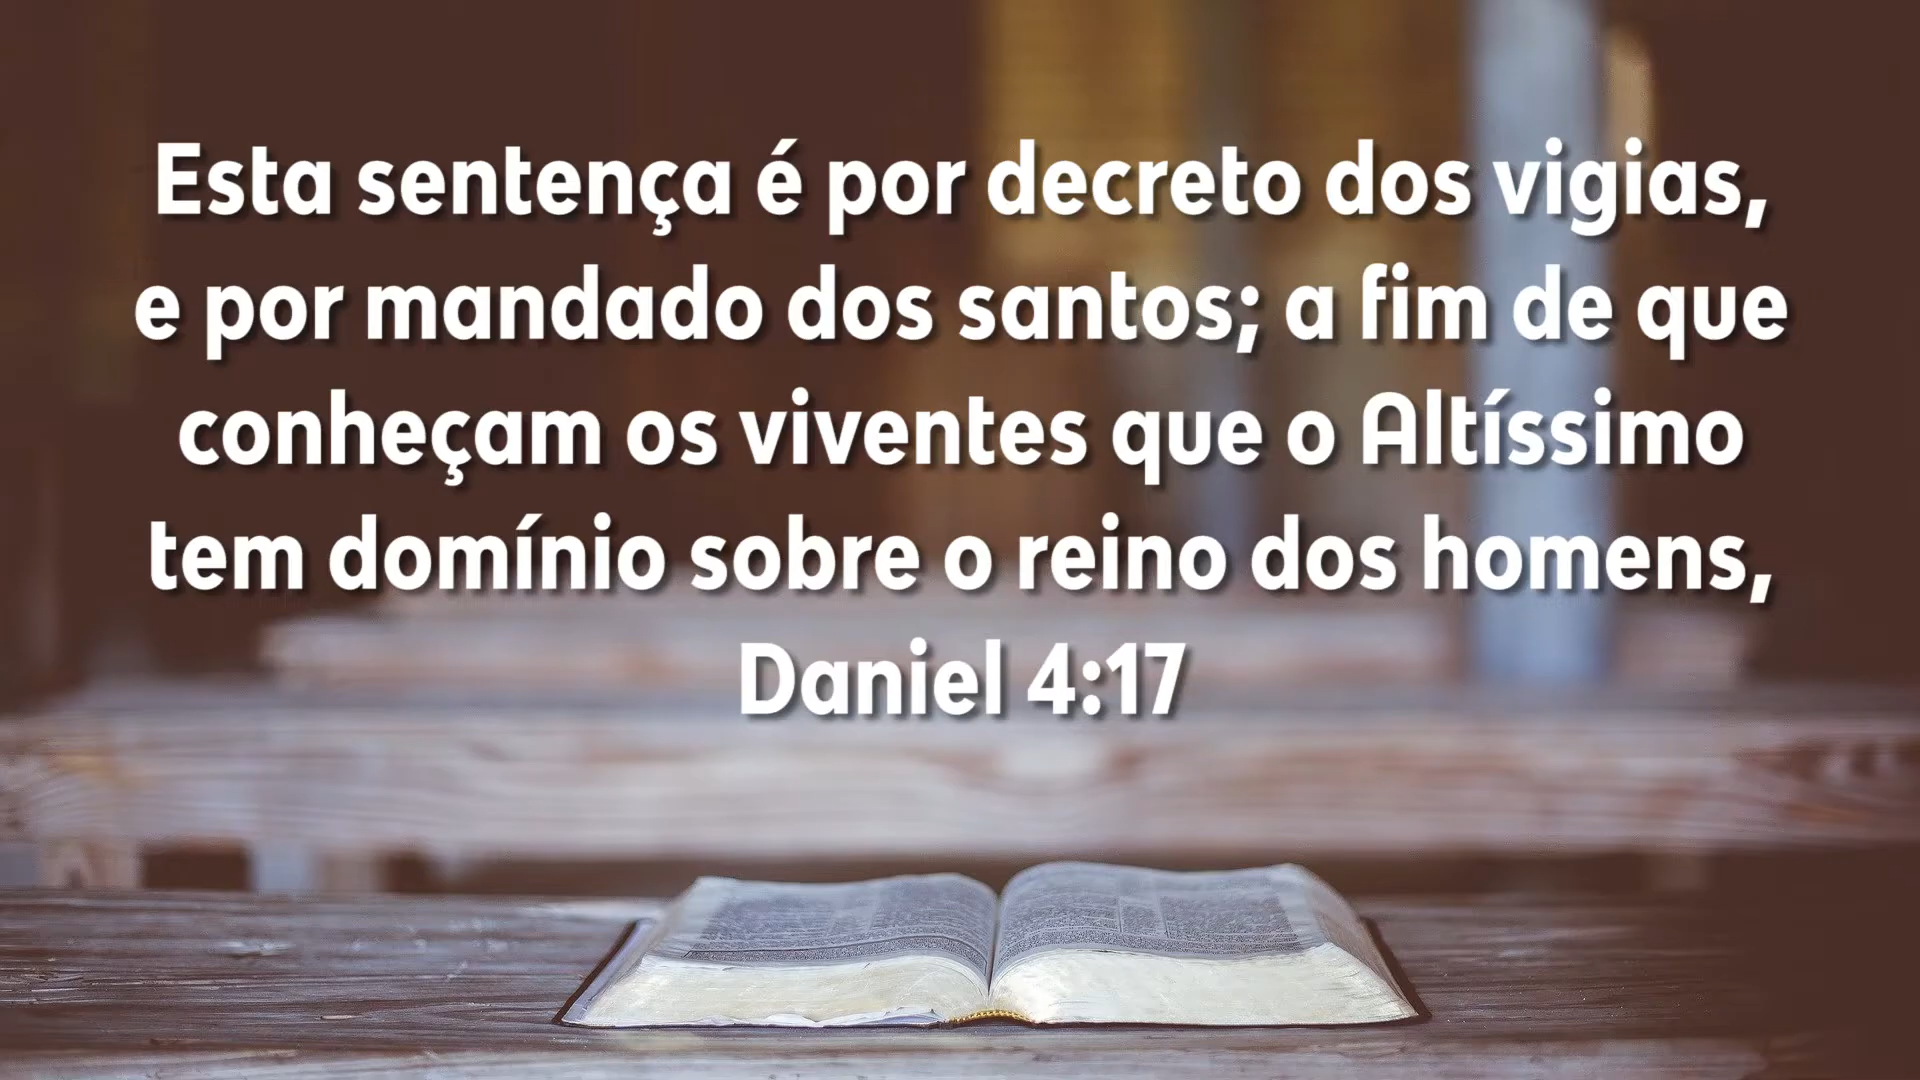 Esta sentença é por decreto dos vigias,
e por mandado dos santos; a fim de que
conheçam os viventes que o Altíssimo
tem domínio sobre o reino dos homens,
Daniel 4:17